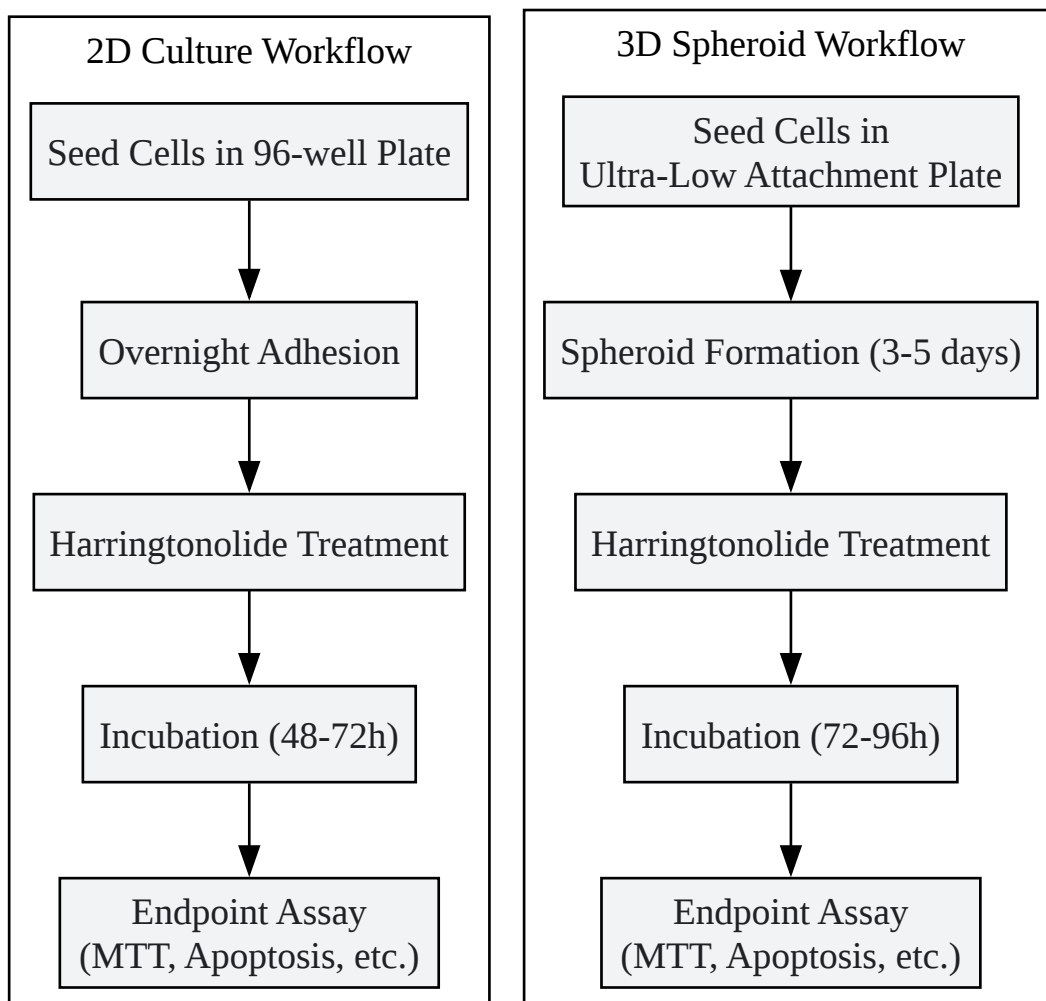 2D Culture Workflow
Seed Cells in 96-well Plate
Overnight Adhesion
Harringtonolide Treatment
Incubation (48-72h)
Endpoint Assay
(MTT, Apoptosis, etc.)
3D Spheroid Workflow
Seed Cells in
Ultra-Low Attachment Plate
Spheroid Formation (3-5 days)
Harringtonolide Treatment
Incubation (72-96h)
Endpoint Assay
(MTT, Apoptosis, etc.)